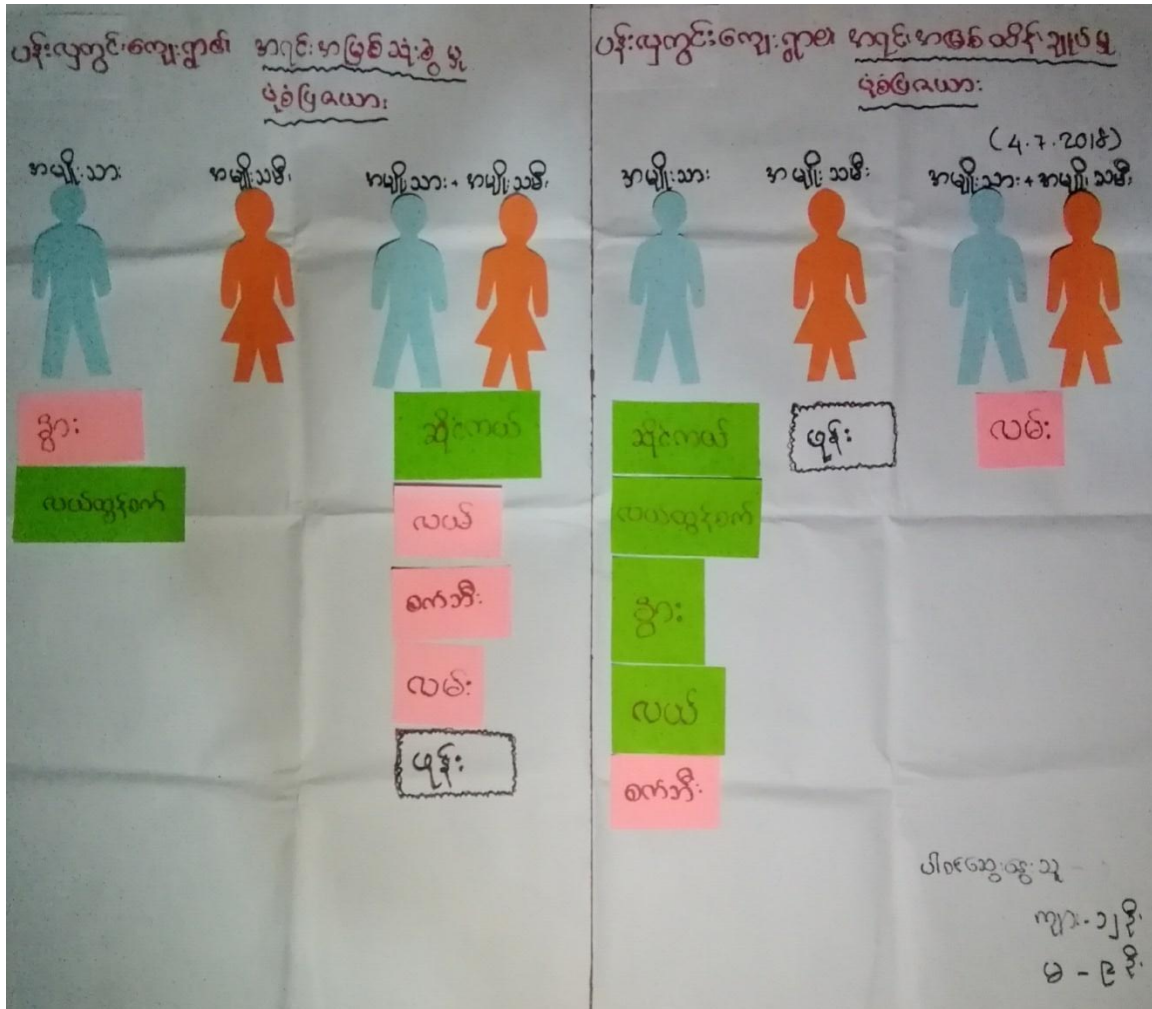 ပန်းလှကွင်းကျေးရွာ၏ အရင်းအမြစ်သုံးစွဲမှု
ပုံစံပြဇယား
အမျိုးသား
အမျိုးသမီး
အမျိုးသား + အမျိုးသမီး
နွား
လယ်ထွန်စက်
ဆိုင်ကယ်
လယ်
စက်ဘီး
လမ်း
ဖုန်း
ပန်းလှကွင်းကျေးရွာ၏ အရင်းအမြစ်ထိန်းချုပ်မှု
ပုံစံပြဇယား
(4.7.2018)
အမျိုးသား
အမျိုးသမီး
အမျိုးသား + အမျိုးသမီး
ဆိုင်ကယ်
လယ်ထွန်စက်
နွား
လယ်
စက်ဘီး
ဖုန်း
လမ်း
ပါဝင်ဆွေးနွေးသူ
ကျား - ၁၂ ဦး
မ - ၉ ဦး